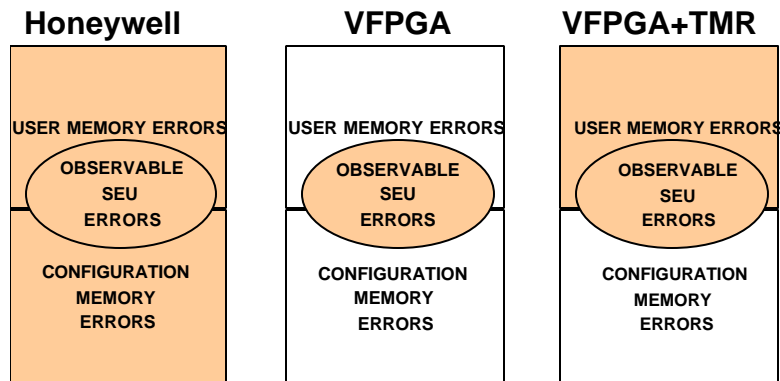 Honeywell
USER MEMORY ERRORS
OBSERVABLE
SEU
ERRORS
CONFIGURATION
MEMORY
ERRORS
VFPGA
USER MEMORY ERRORS
OBSERVABLE
SEU
ERRORS
CONFIGURATION
MEMORY
ERRORS
VFPGA+TMR
USER MEMORY ERRORS
OBSERVABLE
SEU
ERRORS
CONFIGURATION
MEMORY
ERRORS